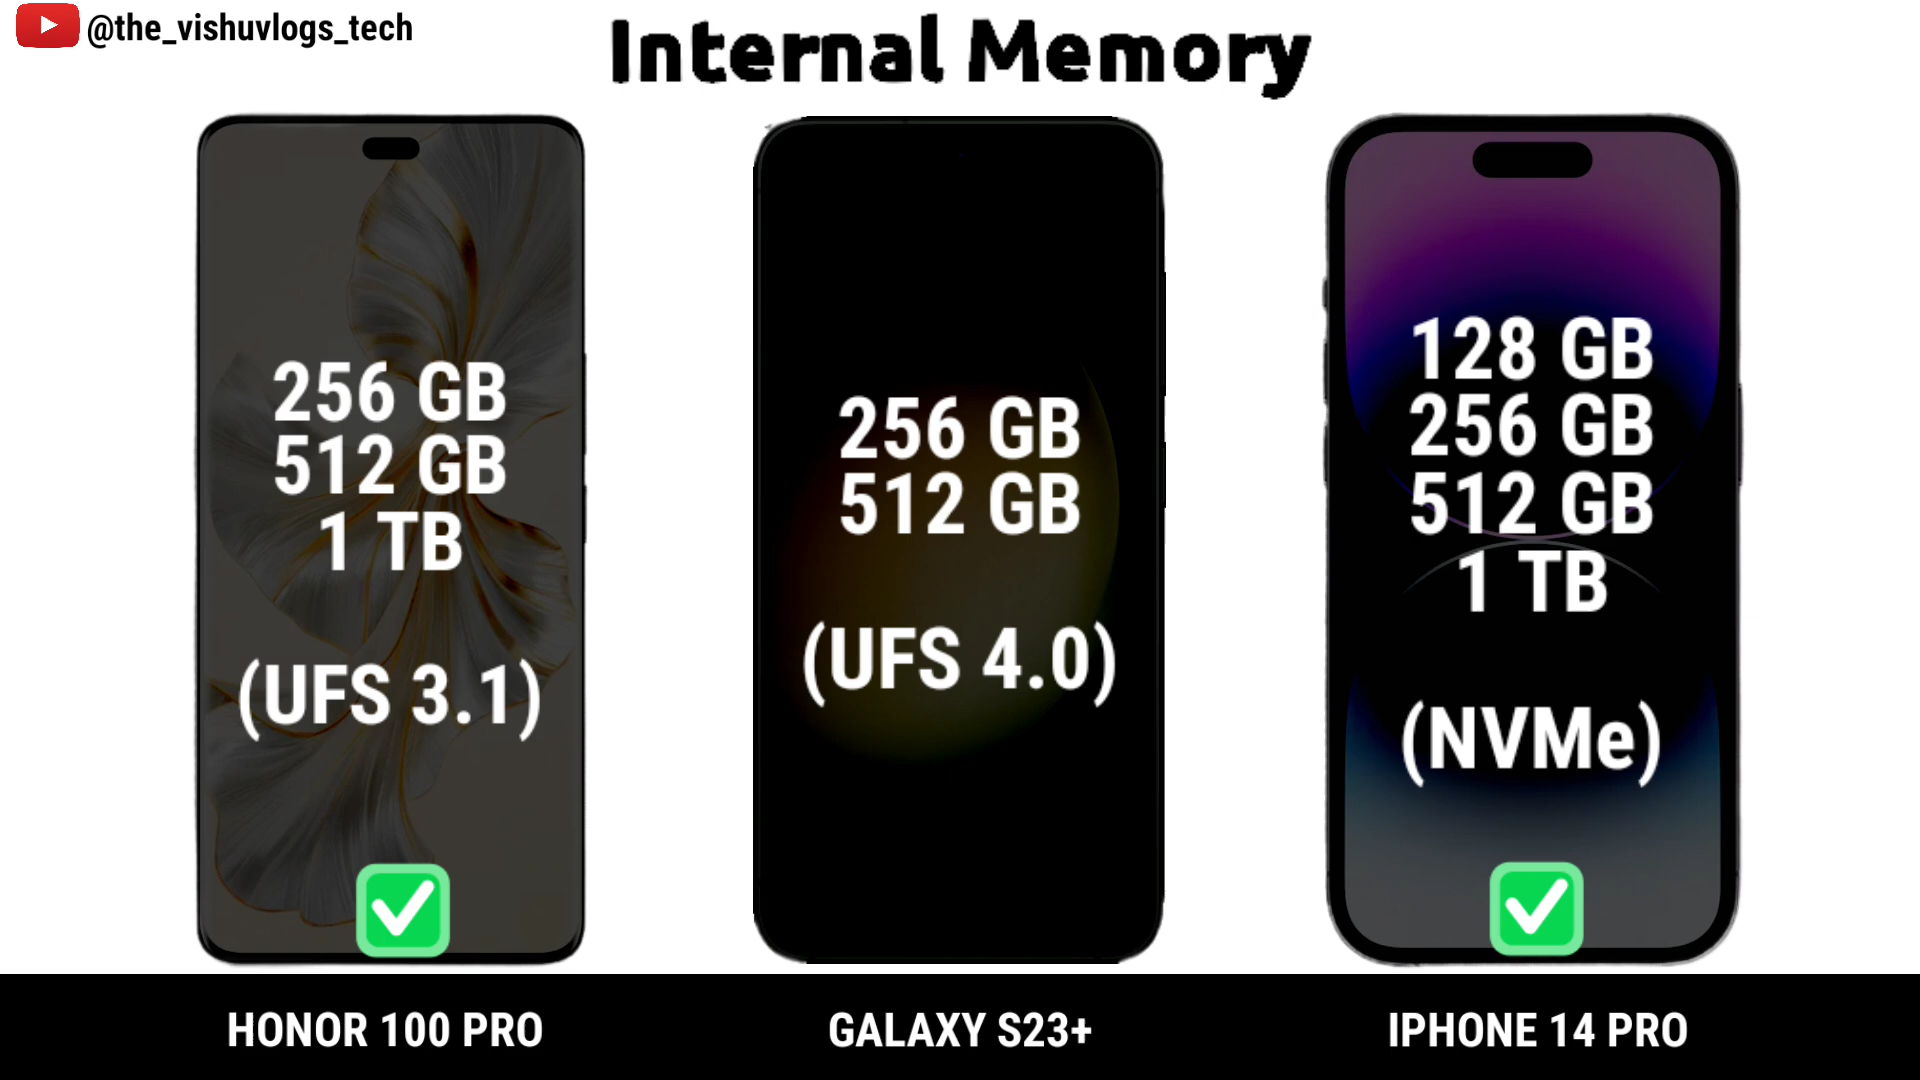 @the_vishuvlogs_tech
Internal Memory
256 GB
512 GB
1 TB
(UFS 3.1)
256 GB
512 GB
(UFS 4.0)
128 GB
256 GB
512 GB
1 TB
(NVMe)
HONOR 100 PRO
GALAXY S23+
IPHONE 14 PRO